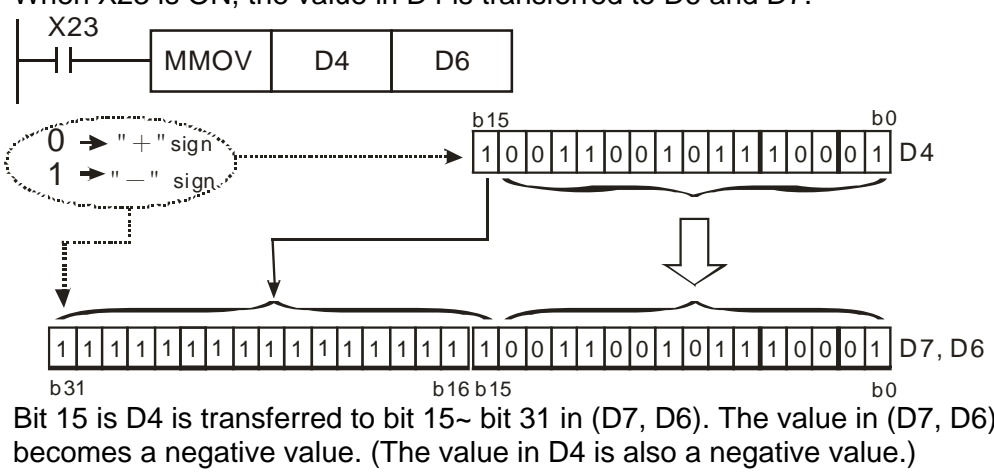 When X23 is ON, the value in D4 is transferred to D6 and D7.
X23
MMOV D4 D6
b15 b0
0 → "+" sign
1 0 0 1 1 0 0 1 0 1 1 1 0 0 0 1 D4
1 → "—" sign
1 1 1 1 1 1 1 1 1 1 1 1 1 1 1 1 1 0 0 1 1 0 0 1 0 1 1 1 0 0 0 1 D7, D6
b31 b16 b15 b0
Bit 15 is D4 is transferred to bit 15~ bit 31 in (D7, D6). The value in (D7, D6)
becomes a negative value. (The value in D4 is also a negative value.)